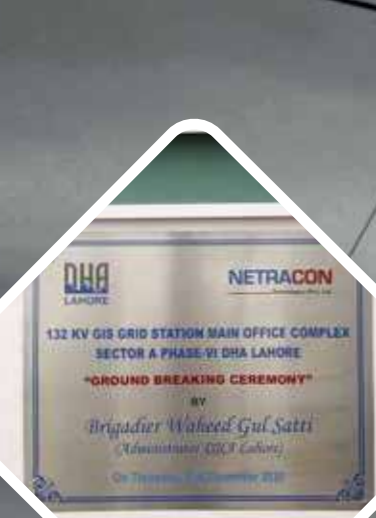 DHA
LAHORE
NETRACON
132 KV GIS GRID STATION MAIN OFFICE COMPLEX
SECTOR A PHASE-VI DHA LAHORE
"GROUND BREAKING CEREMONY"
BY
Brigadier Waheed Gul Satti
(Administrator DHA Lahore)
On